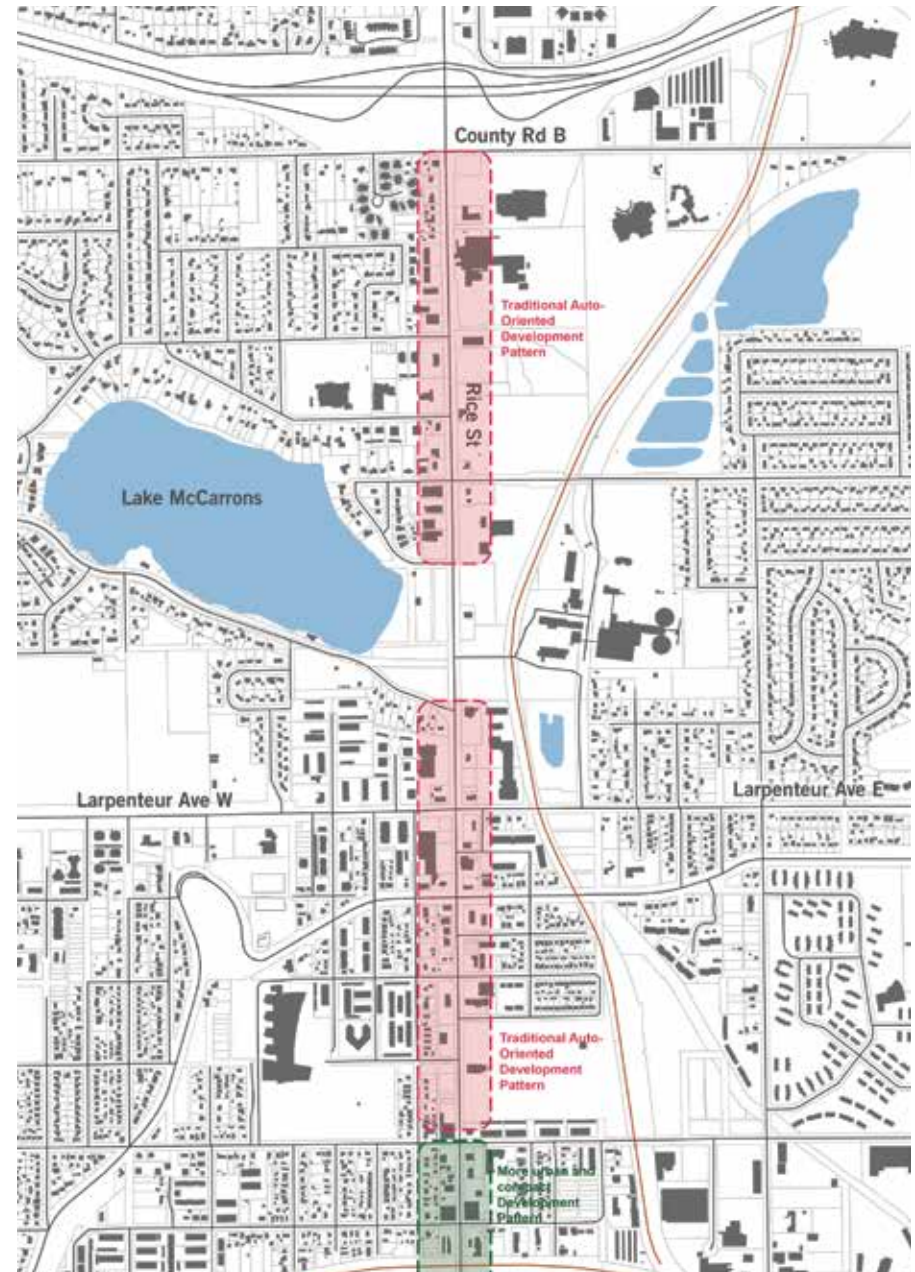 County Rd B
Traditional Auto-
Oriented
Development
Pattern
Rice St
Lake McCarrons
Larpenteur Ave W
Larpenteur Ave E
Traditional Auto-
Oriented
Development
Pattern
More urban and
compact
Development
Pattern